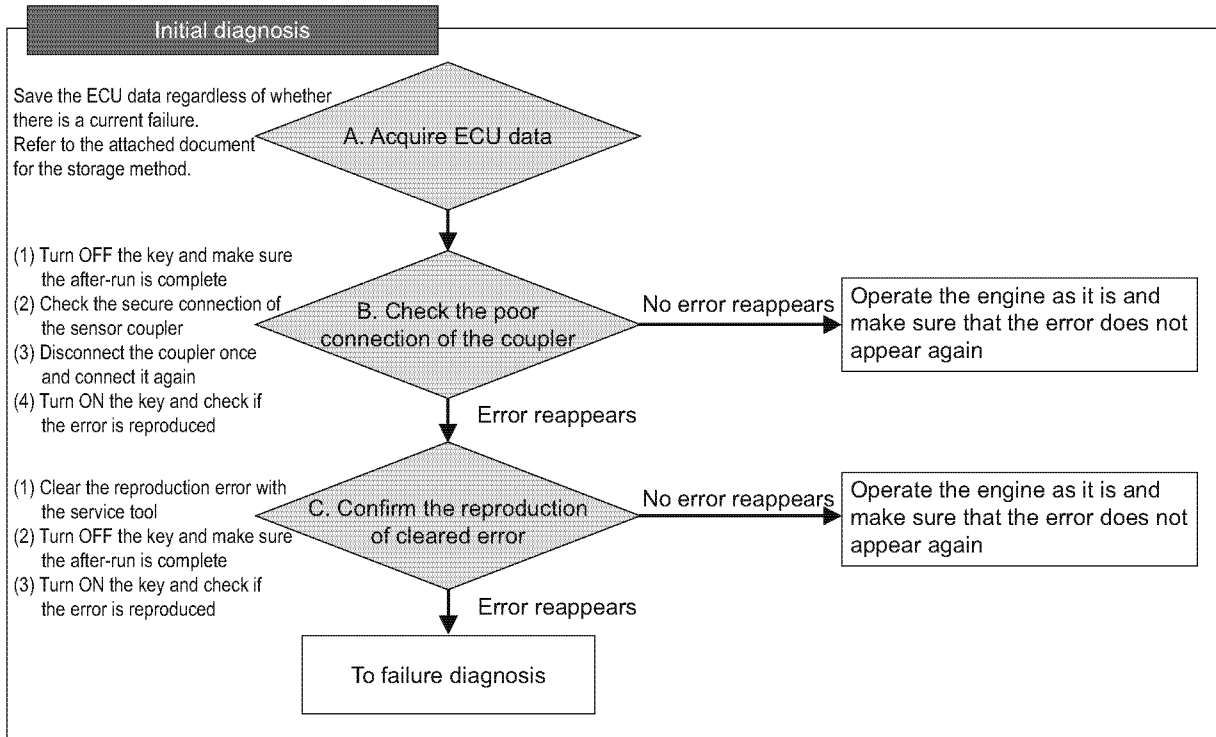 Initial diagnosis
Save the ECU data regardless of whether
there is a current failure.
Refer to the attached document
for the storage method.
A. Acquire ECU data
(1) Turn OFF the key and make sure
the after-run is complete
(2) Check the secure connection of
the sensor coupler
(3) Disconnect the coupler once
and connect it again
(4) Turn ON the key and check if
the error is reproduced
B. Check the poor
connection of the coupler
No error reappears
Operate the engine as it is and
make sure that the error does not
appear again
Error reappears
(1) Clear the reproduction error with
the service tool
(2) Turn OFF the key and make sure
the after-run is complete
(3) Turn ON the key and check if
the error is reproduced
C. Confirm the reproduction
of cleared error
No error reappears
Operate the engine as it is and
make sure that the error does not
appear again
Error reappears
To failure diagnosis